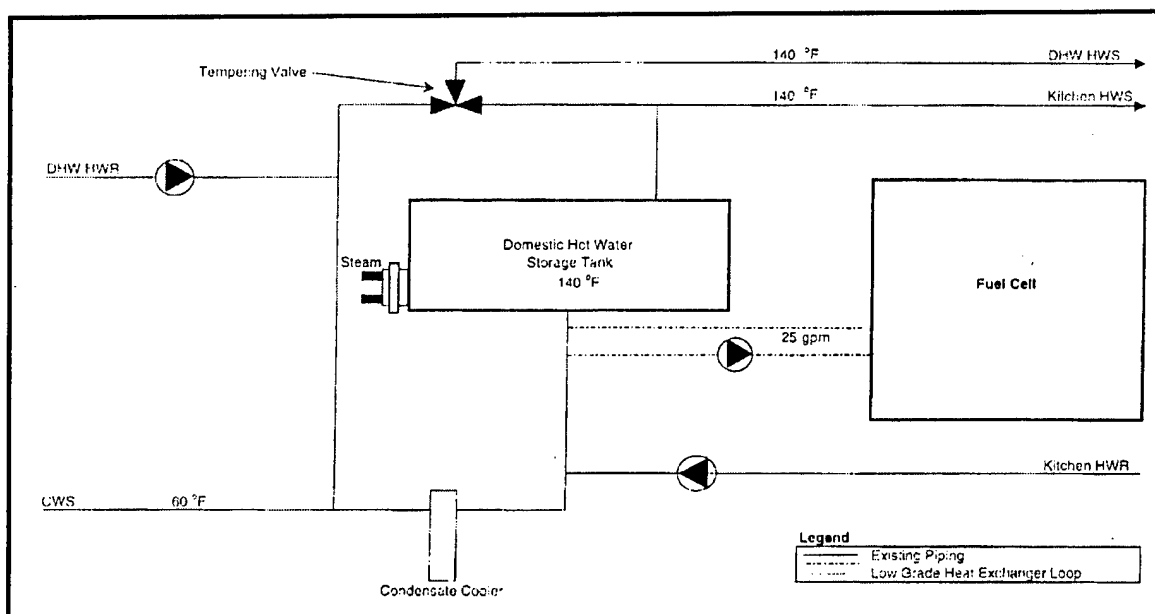 140 °F
DHW HWS
Tempering Valve
140 °F
Kitchen HWS
DHW HWR
Domestic Hot Water
Storage Tank
140 °F
Steam
Fuel Cell
25 gpm
Kitchen HWR
CWS
60 °F
Condensate Cooler
Legend
Existing Piping
Low Grade Heat Exchanger Loop